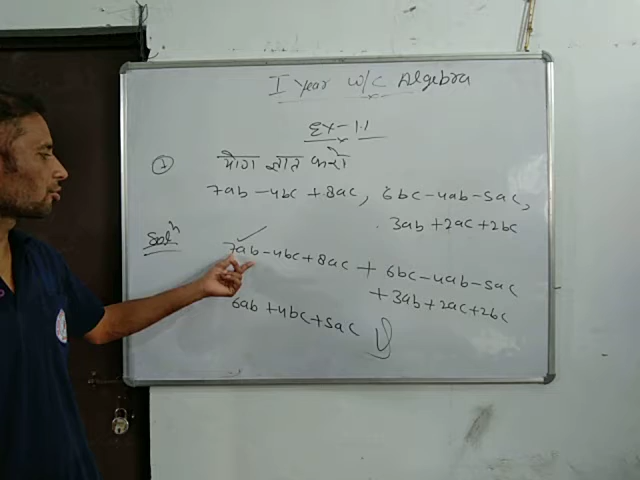 I Year W/C Algebra
Ex-1.1
① योग ज्ञात करो
7ab - 4bc + 8ac, 6bc - 4ab - 5ac,
3ab + 2ac + 2bc
Solⁿ 7ab - 4bc + 8ac + 6bc - 4ab - 5ac
+ 3ab + 2ac + 2bc
6ab + 4bc + 5ac